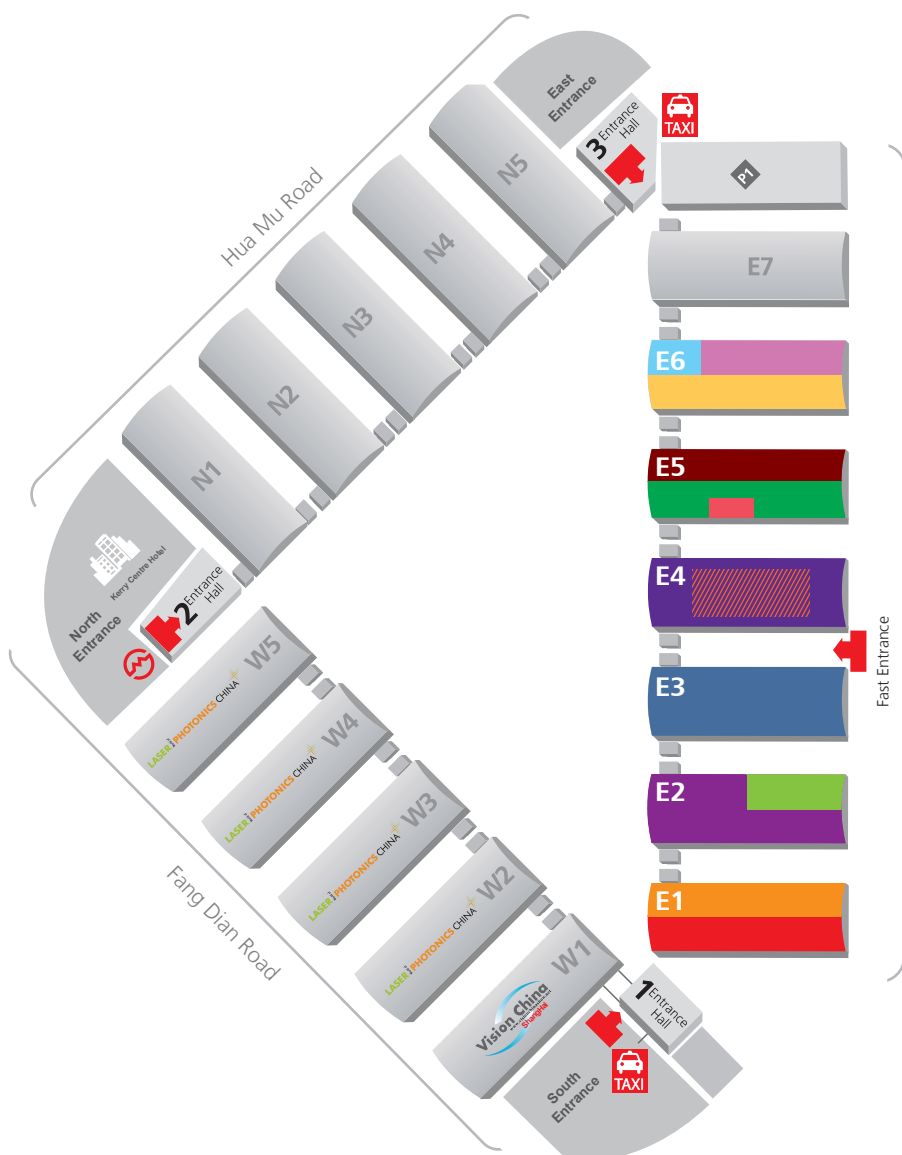 East
Entrance
3 Entrance
Hall
TAXI
P1
Hua Mu Road
N5
N4
N3
N2
N1
E7
E6
E5
E4
E3
E2
E1
Fast Entrance
Kerry Centre Hotel
North
Entrance
2 Entrance
Hall
W5
LASER PHOTONICS CHINA
W4
LASER PHOTONICS CHINA
W3
LASER PHOTONICS CHINA
W2
LASER PHOTONICS CHINA
W1
Vision China
ShangHai
Fang Dian Road
1 Entrance
Hall
TAXI
South
Entrance